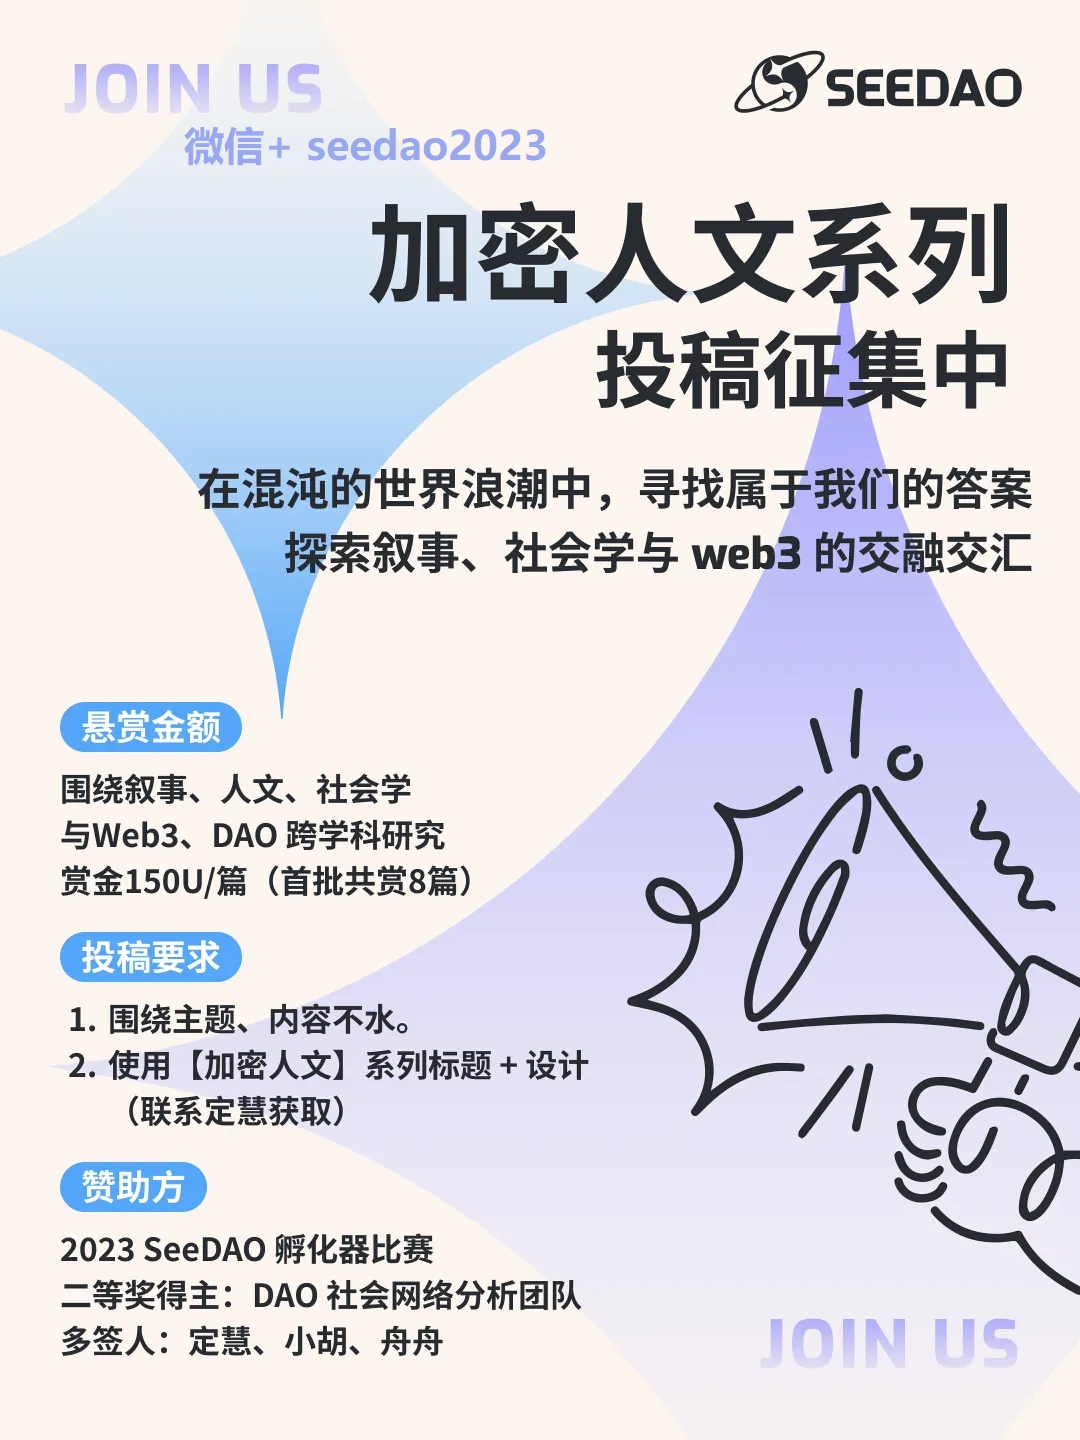 JOIN US
SEEDAO
微信+ seedao2023
加密人文系列
投稿征集中
在混沌的世界浪潮中，寻找属于我们的答案
探索叙事、社会学与 web3 的交融交汇
悬赏金额
围绕叙事、人文、社会学
与Web3、DAO 跨学科研究
赏金150U/篇（首批共赏8篇）
投稿要求
1. 围绕主题、内容不水。
2. 使用【加密人文】系列标题 + 设计
（联系定慧获取）
赞助方
2023 SeeDAO 孵化器比赛
二等奖得主：DAO 社会网络分析团队
多签人：定慧、小胡、舟舟
JOIN US